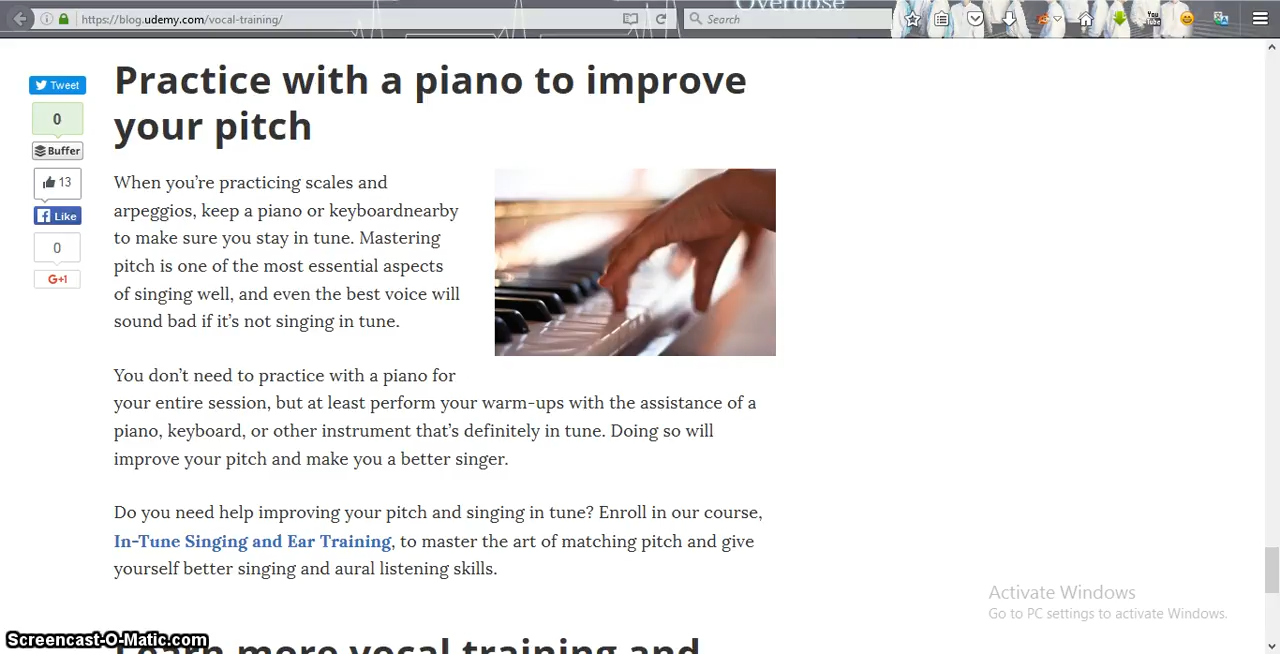 Overdose
https://blog.udemy.com/vocal-training/
Search
You
Tube
Tweet
0
Buffer
13
Like
0
G+1
Practice with a piano to improve
your pitch
When you’re practicing scales and
arpeggios, keep a piano or keyboardnearby
to make sure you stay in tune. Mastering
pitch is one of the most essential aspects
of singing well, and even the best voice will
sound bad if it’s not singing in tune.
You don’t need to practice with a piano for
your entire session, but at least perform your warm-ups with the assistance of a
piano, keyboard, or other instrument that’s definitely in tune. Doing so will
improve your pitch and make you a better singer.
Do you need help improving your pitch and singing in tune? Enroll in our course,
In-Tune Singing and Ear Training, to master the art of matching pitch and give
yourself better singing and aural listening skills.
Learn more vocal training and
Activate Windows
Go to PC settings to activate Windows.
Screencast-O-Matic.com